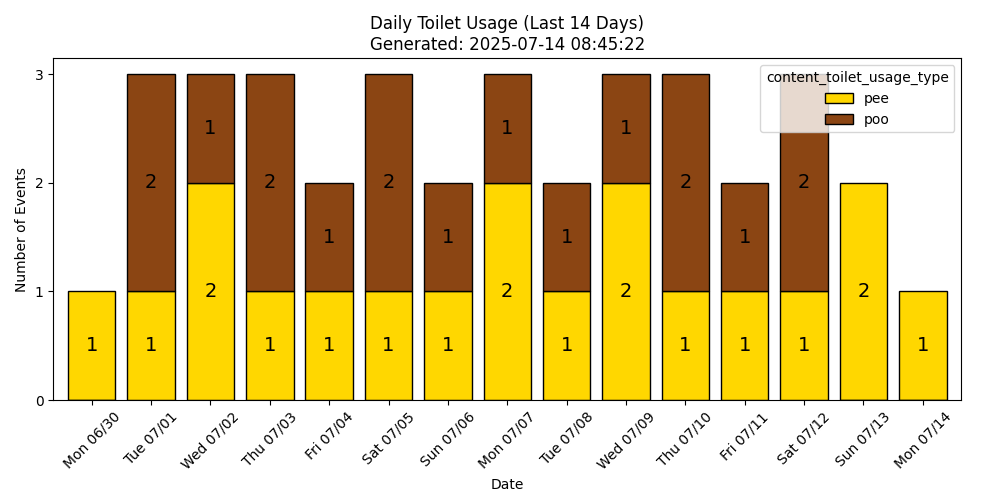 Daily Toilet Usage (Last 14 Days)
Generated: 2025-07-14 08:45:22
content_toilet_usage_type
pee
poo
Number of Events
3
2
1
0
1
1
2
2
1
1
2
1
1
1
2
1
1
2
1
1
1
2
1
1
2
1
1
1
2
2
1
Mon 06/30
Tue 07/01
Wed 07/02
Thu 07/03
Fri 07/04
Sat 07/05
Sun 07/06
Mon 07/07
Tue 07/08
Wed 07/09
Thu 07/10
Fri 07/11
Sat 07/12
Sun 07/13
Mon 07/14
Date